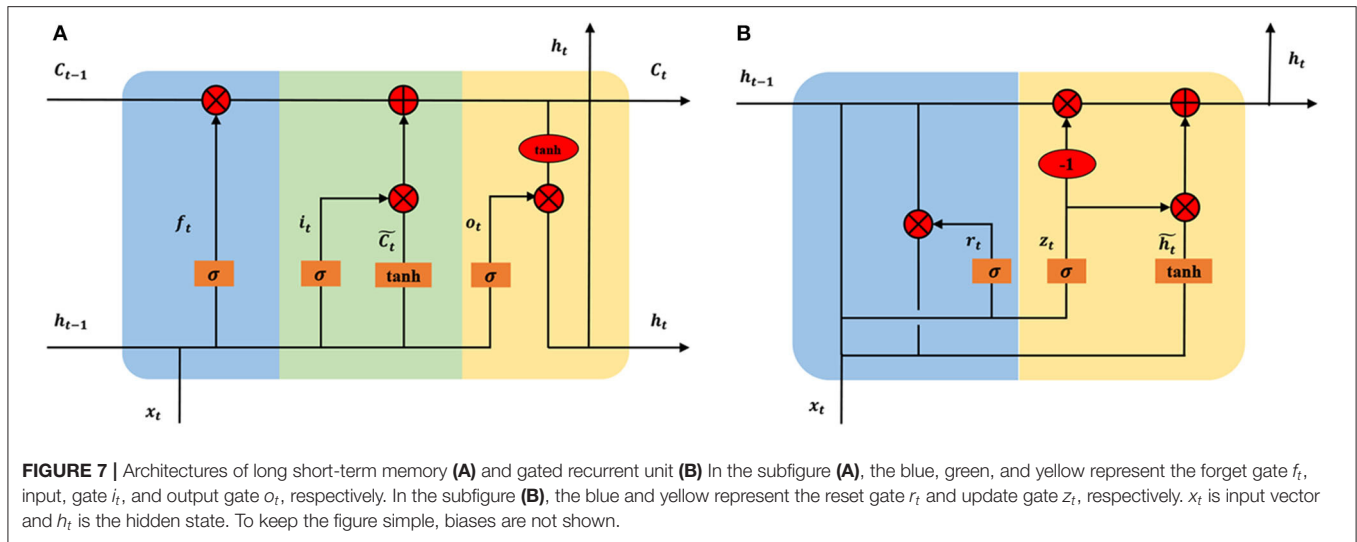 A
B
h_t
h_t
C_{t-1}
C_t
h_{t-1}
tanh
-1
f_t
i_t
\widetilde{C_t}
o_t
r_t
z_t
\widetilde{h_t}
σ
σ
tanh
σ
σ
σ
tanh
h_{t-1}
h_t
x_t
x_t
FIGURE 7 | Architectures of long short-term memory (A) and gated recurrent unit (B) In the subfigure (A), the blue, green, and yellow represent the forget gate f_t,
input, gate i_t, and output gate o_t, respectively. In the subfigure (B), the blue and yellow represent the reset gate r_t and update gate z_t, respectively. x_t is input vector
and h_t is the hidden state. To keep the figure simple, biases are not shown.